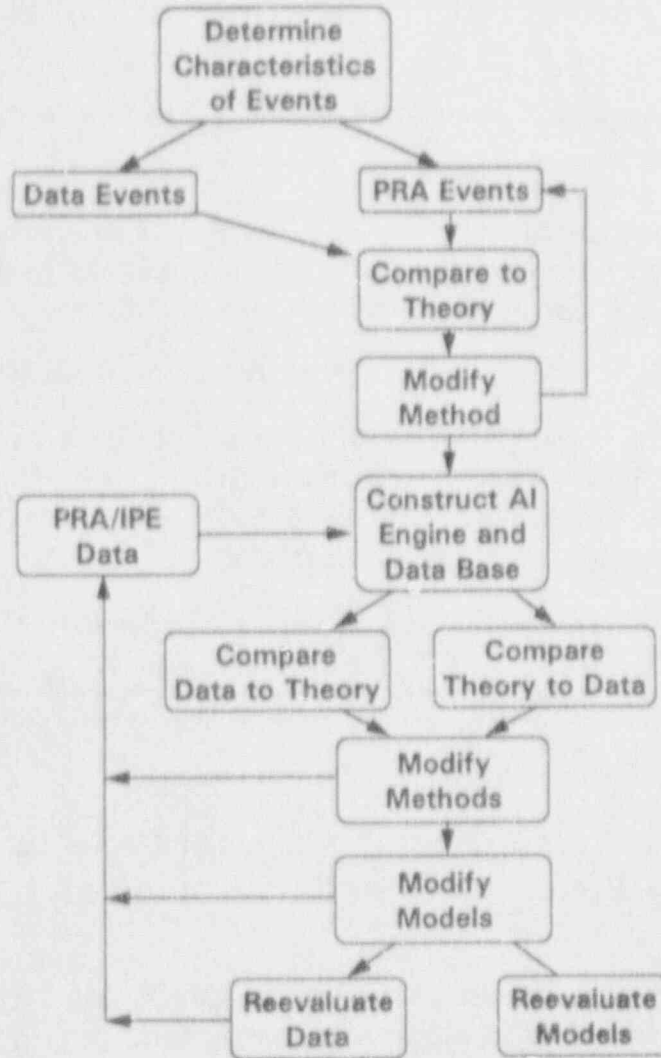 Determine
Characteristics
of Events
Data Events
PRA Events
Compare to
Theory
Modify
Method
PRA/IPE
Data
Construct AI
Engine and
Data Base
Compare
Data to Theory
Compare
Theory to Data
Modify
Methods
Modify
Models
Reevaluate
Data
Reevaluate
Models